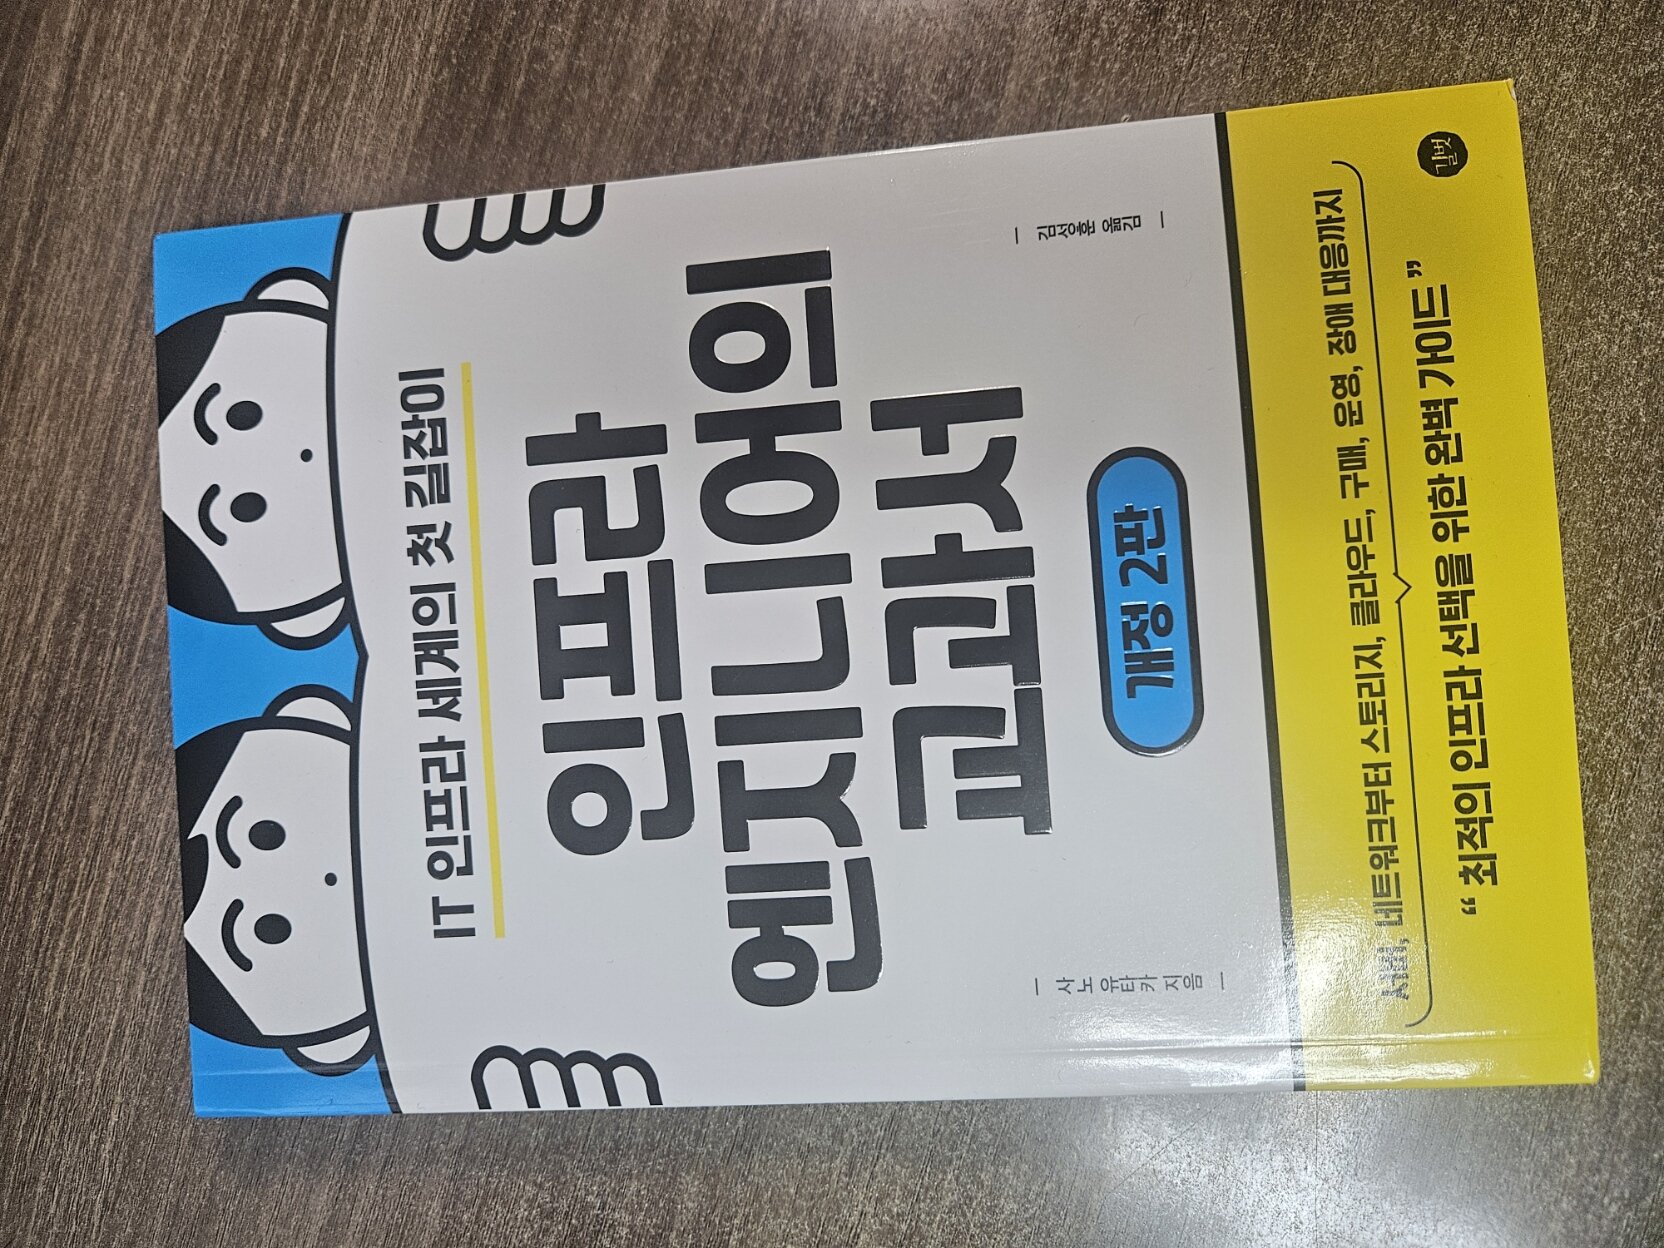 IT 인프라 세계의 첫 길잡이
인프라
엔지니어의
교과서
사노 유타카 지음
김성훈 옮김
개정 2판
서버, 네트워크부터 스토리지, 클라우드, 구매, 운영, 장애 대응까지
“ 최적의 인프라 선택을 위한 완벽 가이드 ”
길벗